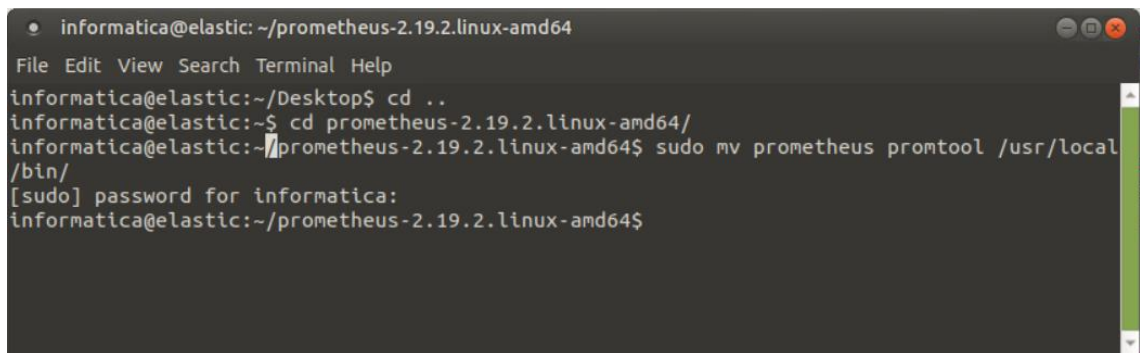 informatica@elastic: ~/prometheus-2.19.2.linux-amd64
File Edit View Search Terminal Help
informatica@elastic:~/Desktop$ cd ..
informatica@elastic:~$ cd prometheus-2.19.2.linux-amd64/
informatica@elastic:~/prometheus-2.19.2.linux-amd64$ sudo mv prometheus promtool /usr/local
/bin/
[sudo] password for informatica:
informatica@elastic:~/prometheus-2.19.2.linux-amd64$